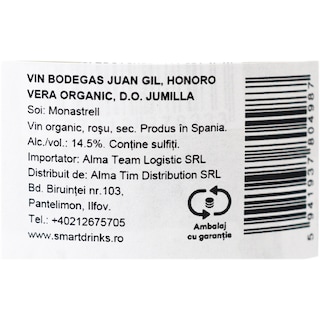 VIN BODEGAS JUAN GIL, HONORO
VERA ORGANIC, D.O. JUMILLA
Soi: Monastrell
Vin organic, roșu, sec. Produs în Spania.
Alc./vol.: 14.5%. Conține sulfiți.
Importator: Alma Team Logistic SRL
Distribuit de: Alma Tim Distribution SRL
Bd. Biruinței nr.103,
Pantelimon, Ilfov.
Tel.: +40212675705
www.smartdrinks.ro
Ambalaj
cu garanție
5941937804987